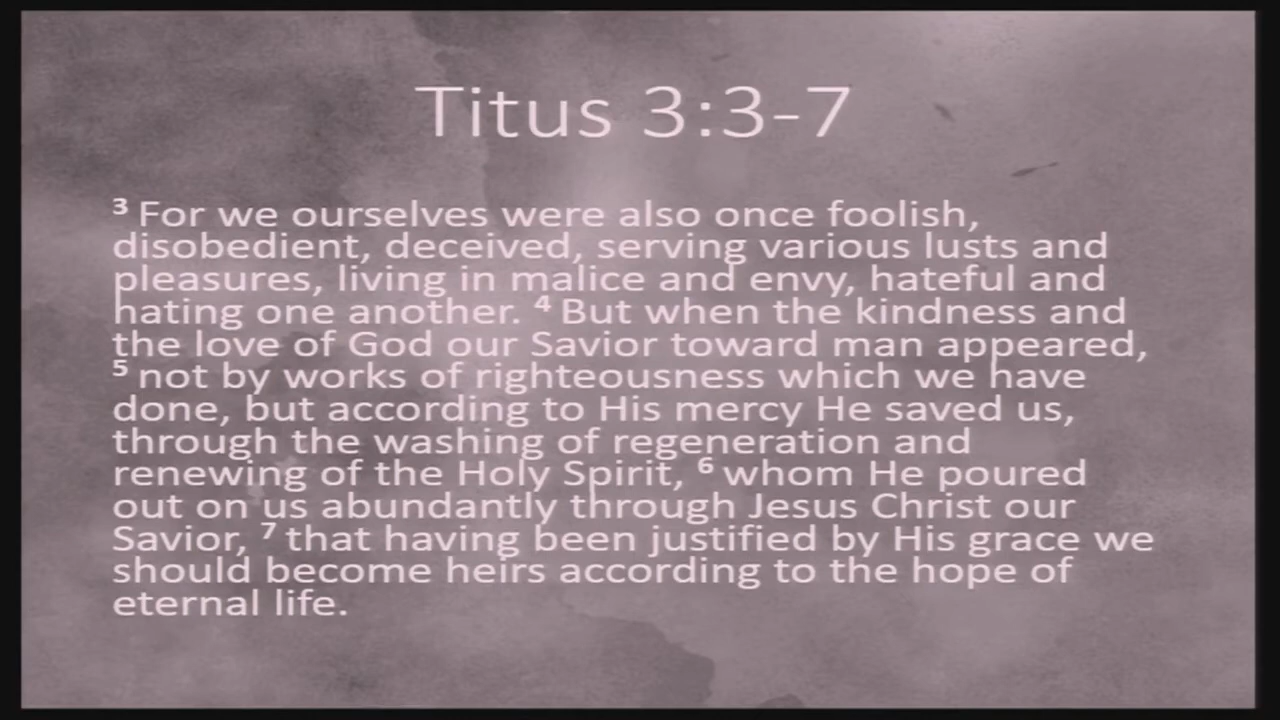 Titus 3:3-7
³ For we ourselves were also once foolish,
disobedient, deceived, serving various lusts and
pleasures, living in malice and envy, hateful and
hating one another. ⁴ But when the kindness and
the love of God our Savior toward man appeared,
⁵ not by works of righteousness which we have
done, but according to His mercy He saved us,
through the washing of regeneration and
renewing of the Holy Spirit, ⁶ whom He poured
out on us abundantly through Jesus Christ our
Savior, ⁷ that having been justified by His grace we
should become heirs according to the hope of
eternal life.